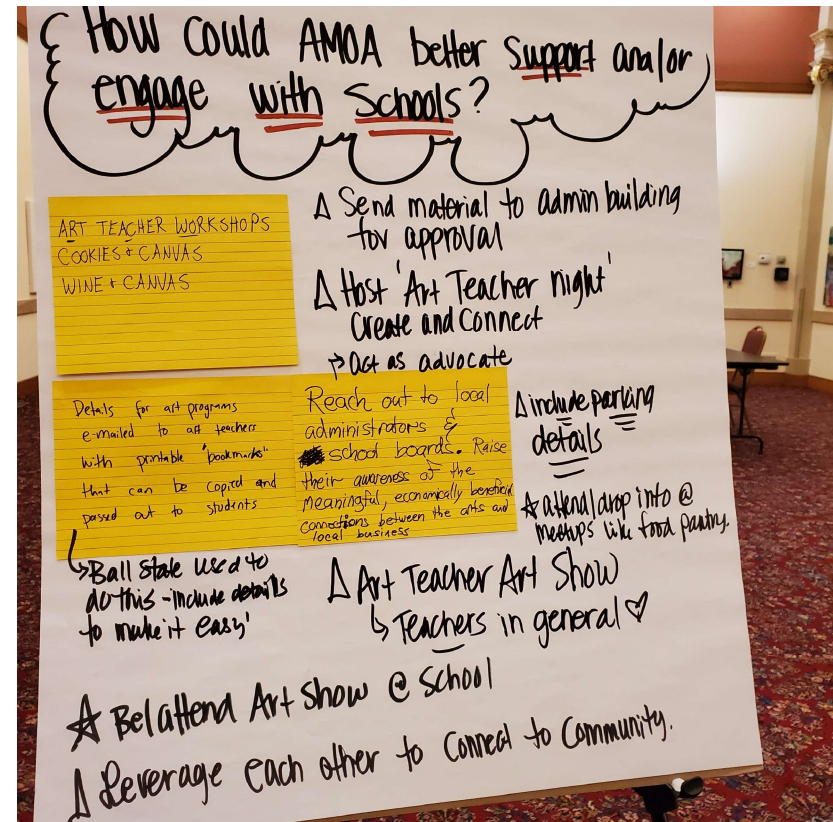 How could AMOA better support and/or
engage with schools?
ART TEACHER WORKSHOPS
COOKIES & CANVAS
WINE & CANVAS
△ Send material to admin building
for approval
△ Host 'Art Teacher night'
Create and Connect
→ act as advocate
Details for art programs
e-mailed to art teachers
with printable "bookmarks"
that can be copied and
passed out to students
↳ Ball State used to
do this - include details
to make it easy'
Reach out to local
administrators &
school boards. Raise
their awareness of the
meaningful, economically beneficial
connections between the arts and
local business
△ include parking
details
☆ attend/drop into @
meetups like food pantry.
△ Art Teacher Art Show
↳ Teachers in general ♡
☆ Be/attend Art Show @ School
△ Leverage each other to connect to community.